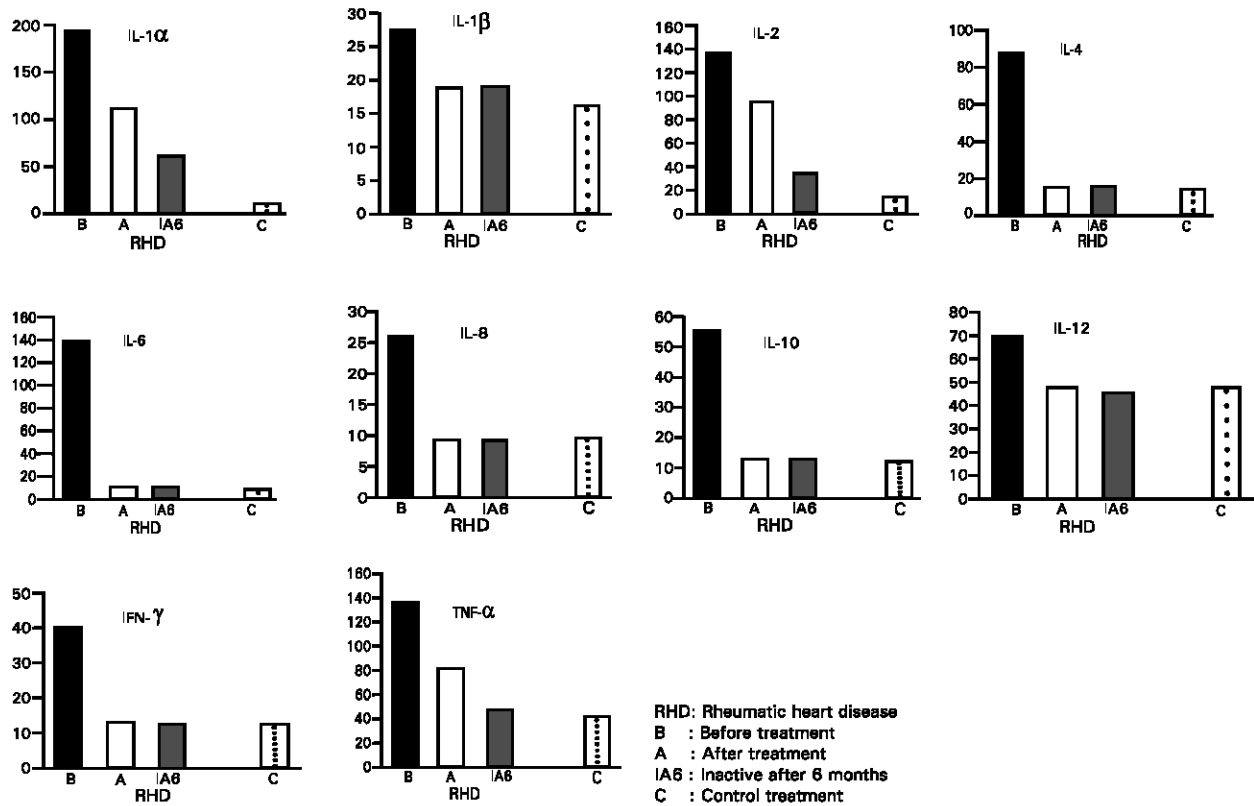 IL-1α
200
150
100
50
0
B A IA6 C
RHD
IL-1β
30
25
20
15
10
5
0
B A IA6 C
RHD
IL-2
160
140
120
100
80
60
40
20
0
B A IA6 C
RHD
IL-4
100
80
60
40
20
0
B A IA6 C
RHD
IL-6
160
140
120
100
80
60
40
20
0
B A IA6 C
RHD
IL-8
30
25
20
15
10
5
0
B A IA6 C
RHD
IL-10
60
50
40
30
20
10
0
B A IA6 C
RHD
IL-12
80
70
60
50
40
30
20
10
0
B A IA6 C
RHD
IFN-γ
50
40
30
20
10
0
B A IA6 C
RHD
TNF-α
160
140
120
100
80
60
40
20
0
B A IA6 C
RHD
RHD: Rheumatic heart disease
B : Before treatment
A : After treatment
IA6 : Inactive after 6 months
C : Control treatment